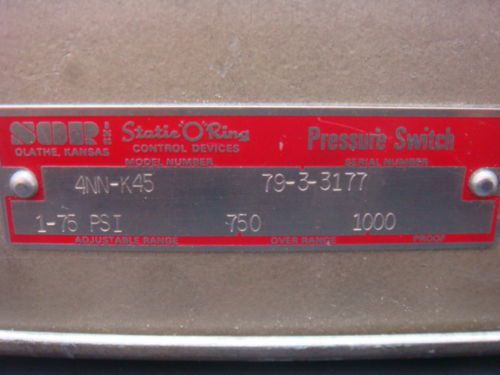 SOR INC Static "O" Ring Pressure Switch
OLATHE, KANSAS CONTROL DEVICES
MODEL NUMBER SERIAL NUMBER
4NN-K45 79-3-3177
1-75 PSI 750 1000
ADJUSTABLE RANGE OVER RANGE PROOF